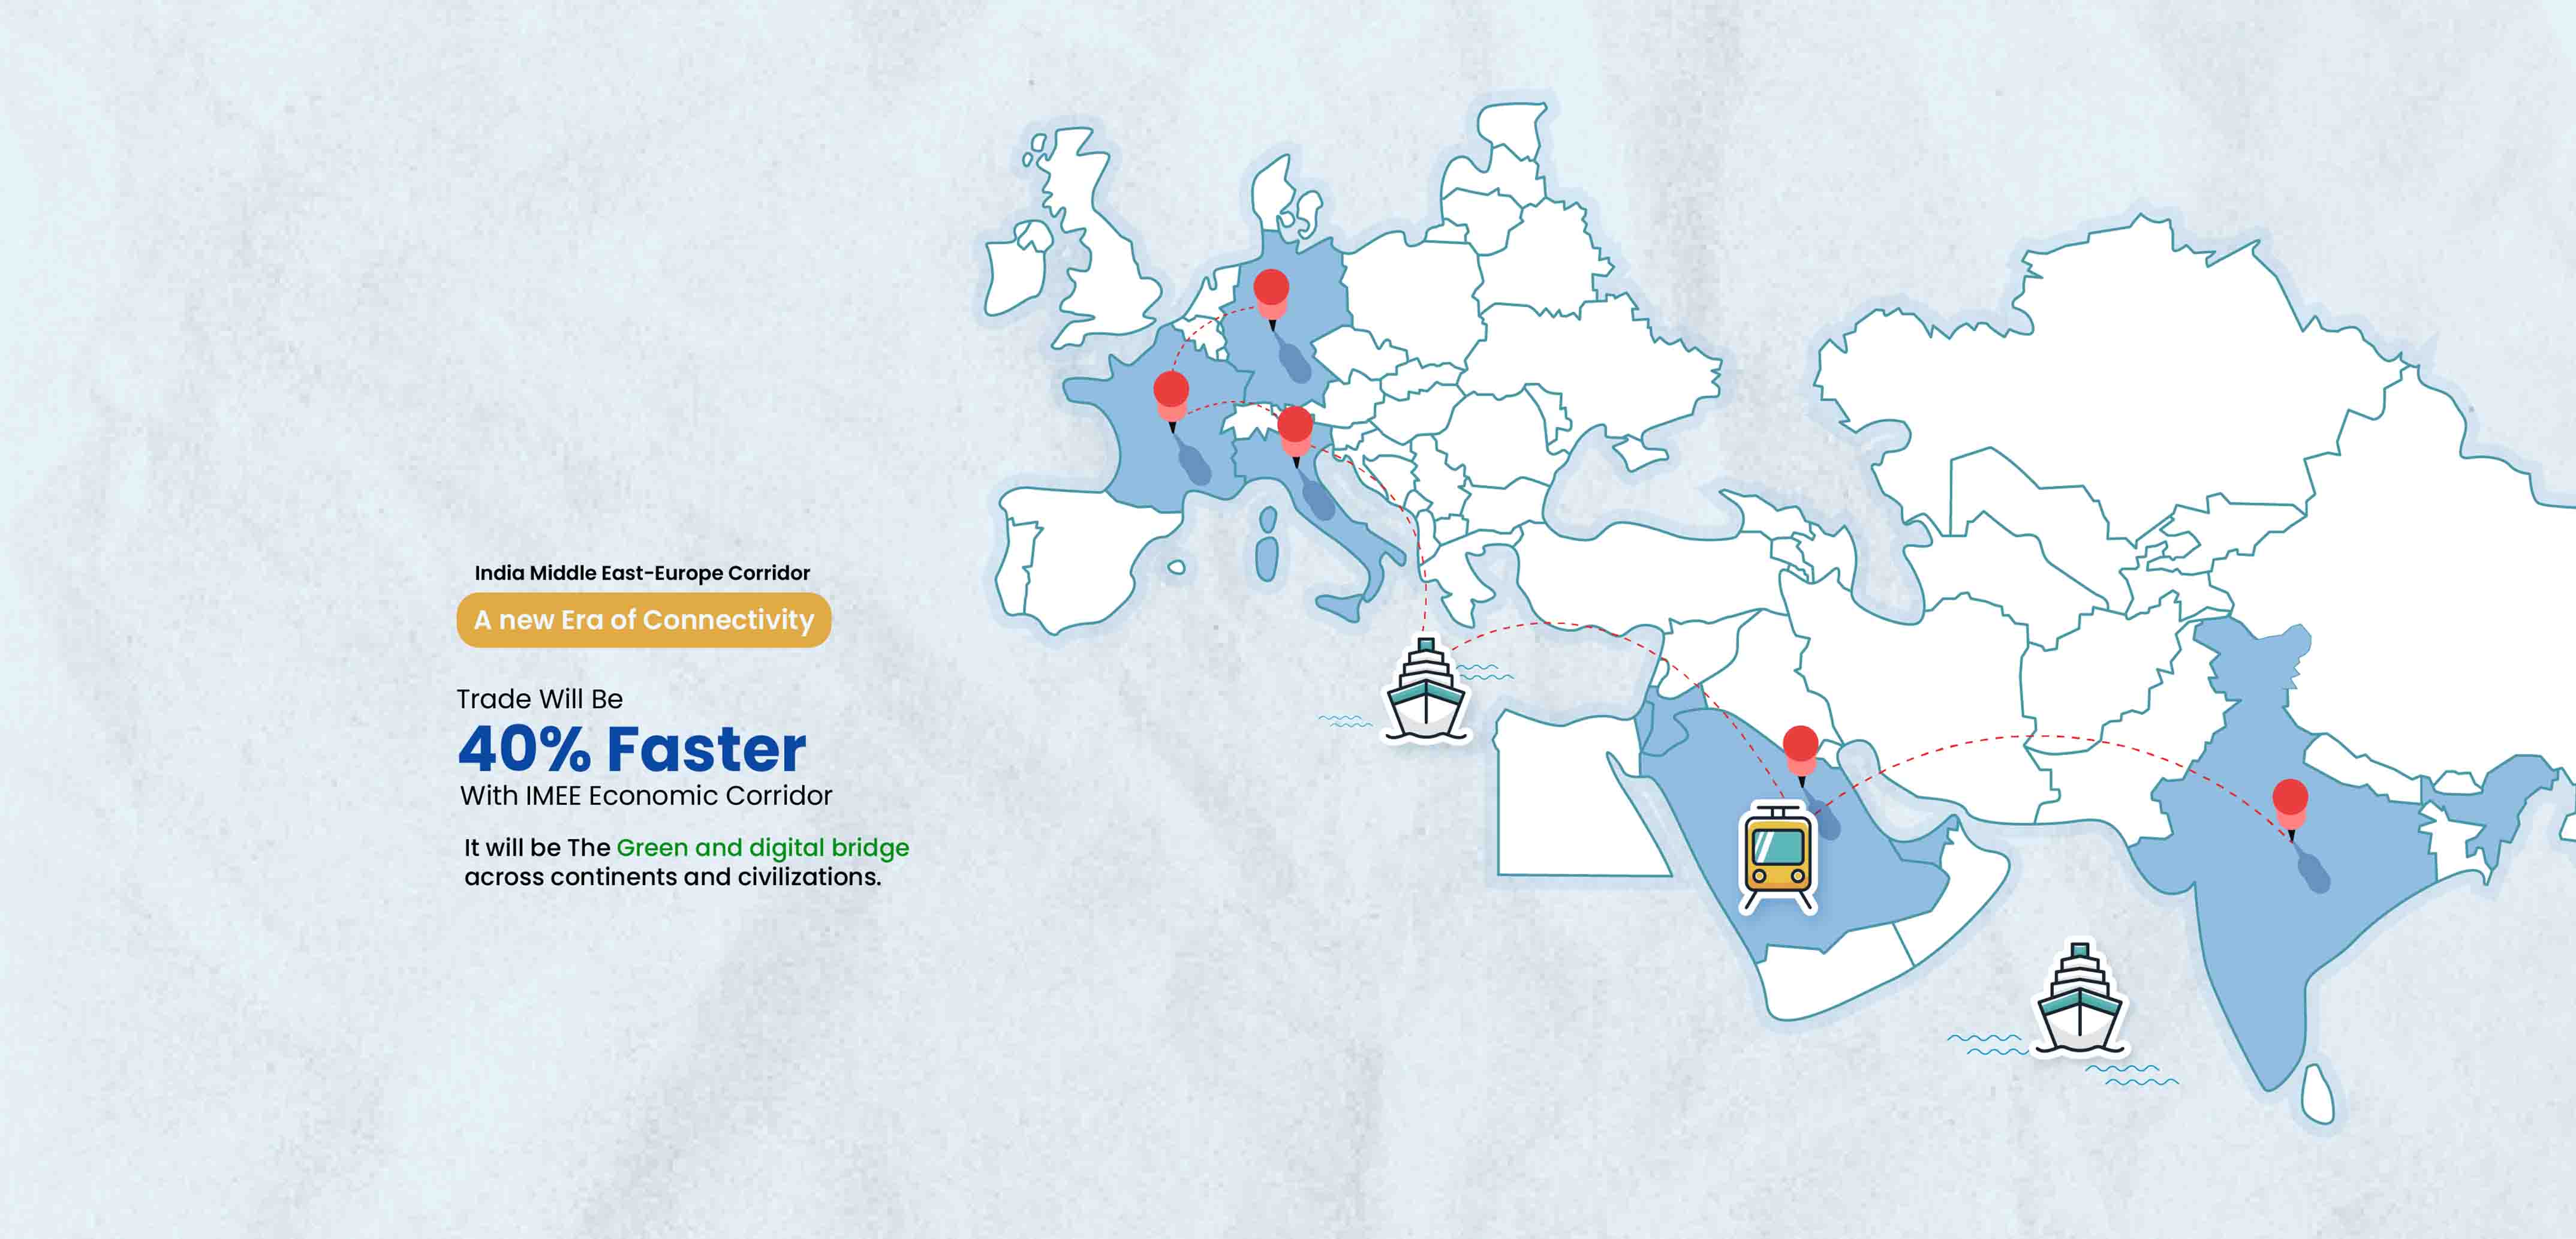 India Middle East-Europe Corridor
A new Era of Connectivity
Trade Will Be
40% Faster
With IMEE Economic Corridor
It will be The Green and digital bridge
across continents and civilizations.